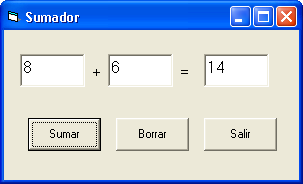 Sumador
8 + 6 = 14
Sumar Borrar Salir